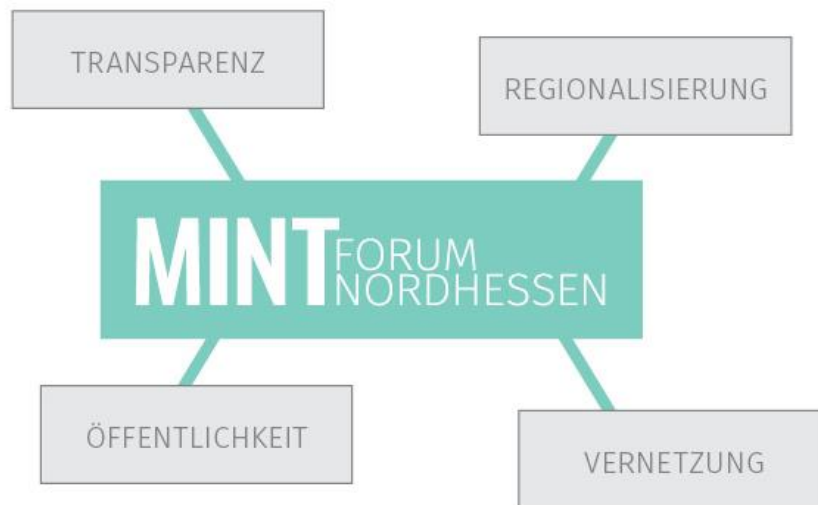 TRANSPARENZ
REGIONALISIERUNG
MINT FORUM
NORDHESSEN
ÖFFENTLICHKEIT
VERNETZUNG